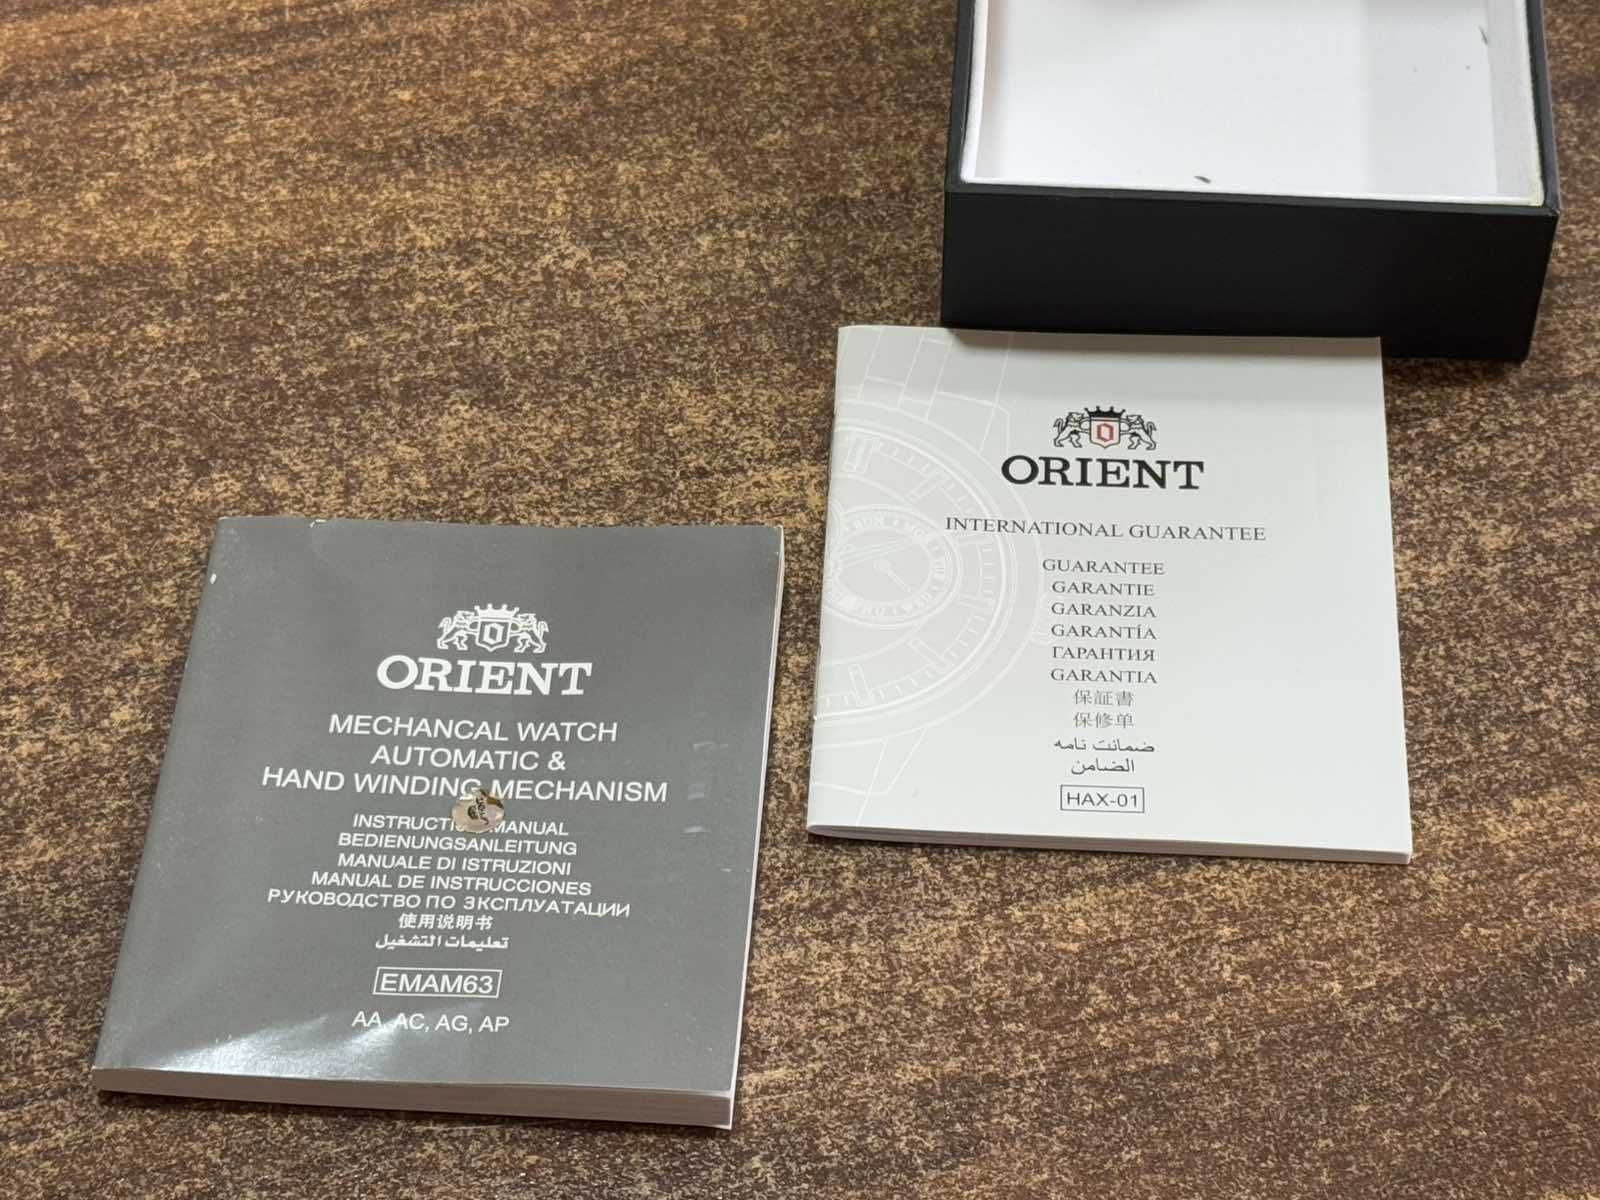 ORIENT
MECHANCAL WATCH
AUTOMATIC &
HAND WINDING MECHANISM
MANUAL
BEDIENUNGSANLEITUNG
MANUALE DI ISTRUZIONI
MANUAL DE INSTRUCCIONES
РУКОВОДСТВО ПО ЗКСПЛУАТАЦИИ
使用说明书
تعليمات التشغيل
EMAM63
AA, AC, AG, AP
ORIENT
INTERNATIONAL GUARANTEE
GUARANTEE
GARANTIE
GARANZIA
GARANTÍA
ГАРАНТИЯ
GARANTIA
保証書
保修单
ضمانت نامه
الضامن
HAX-01